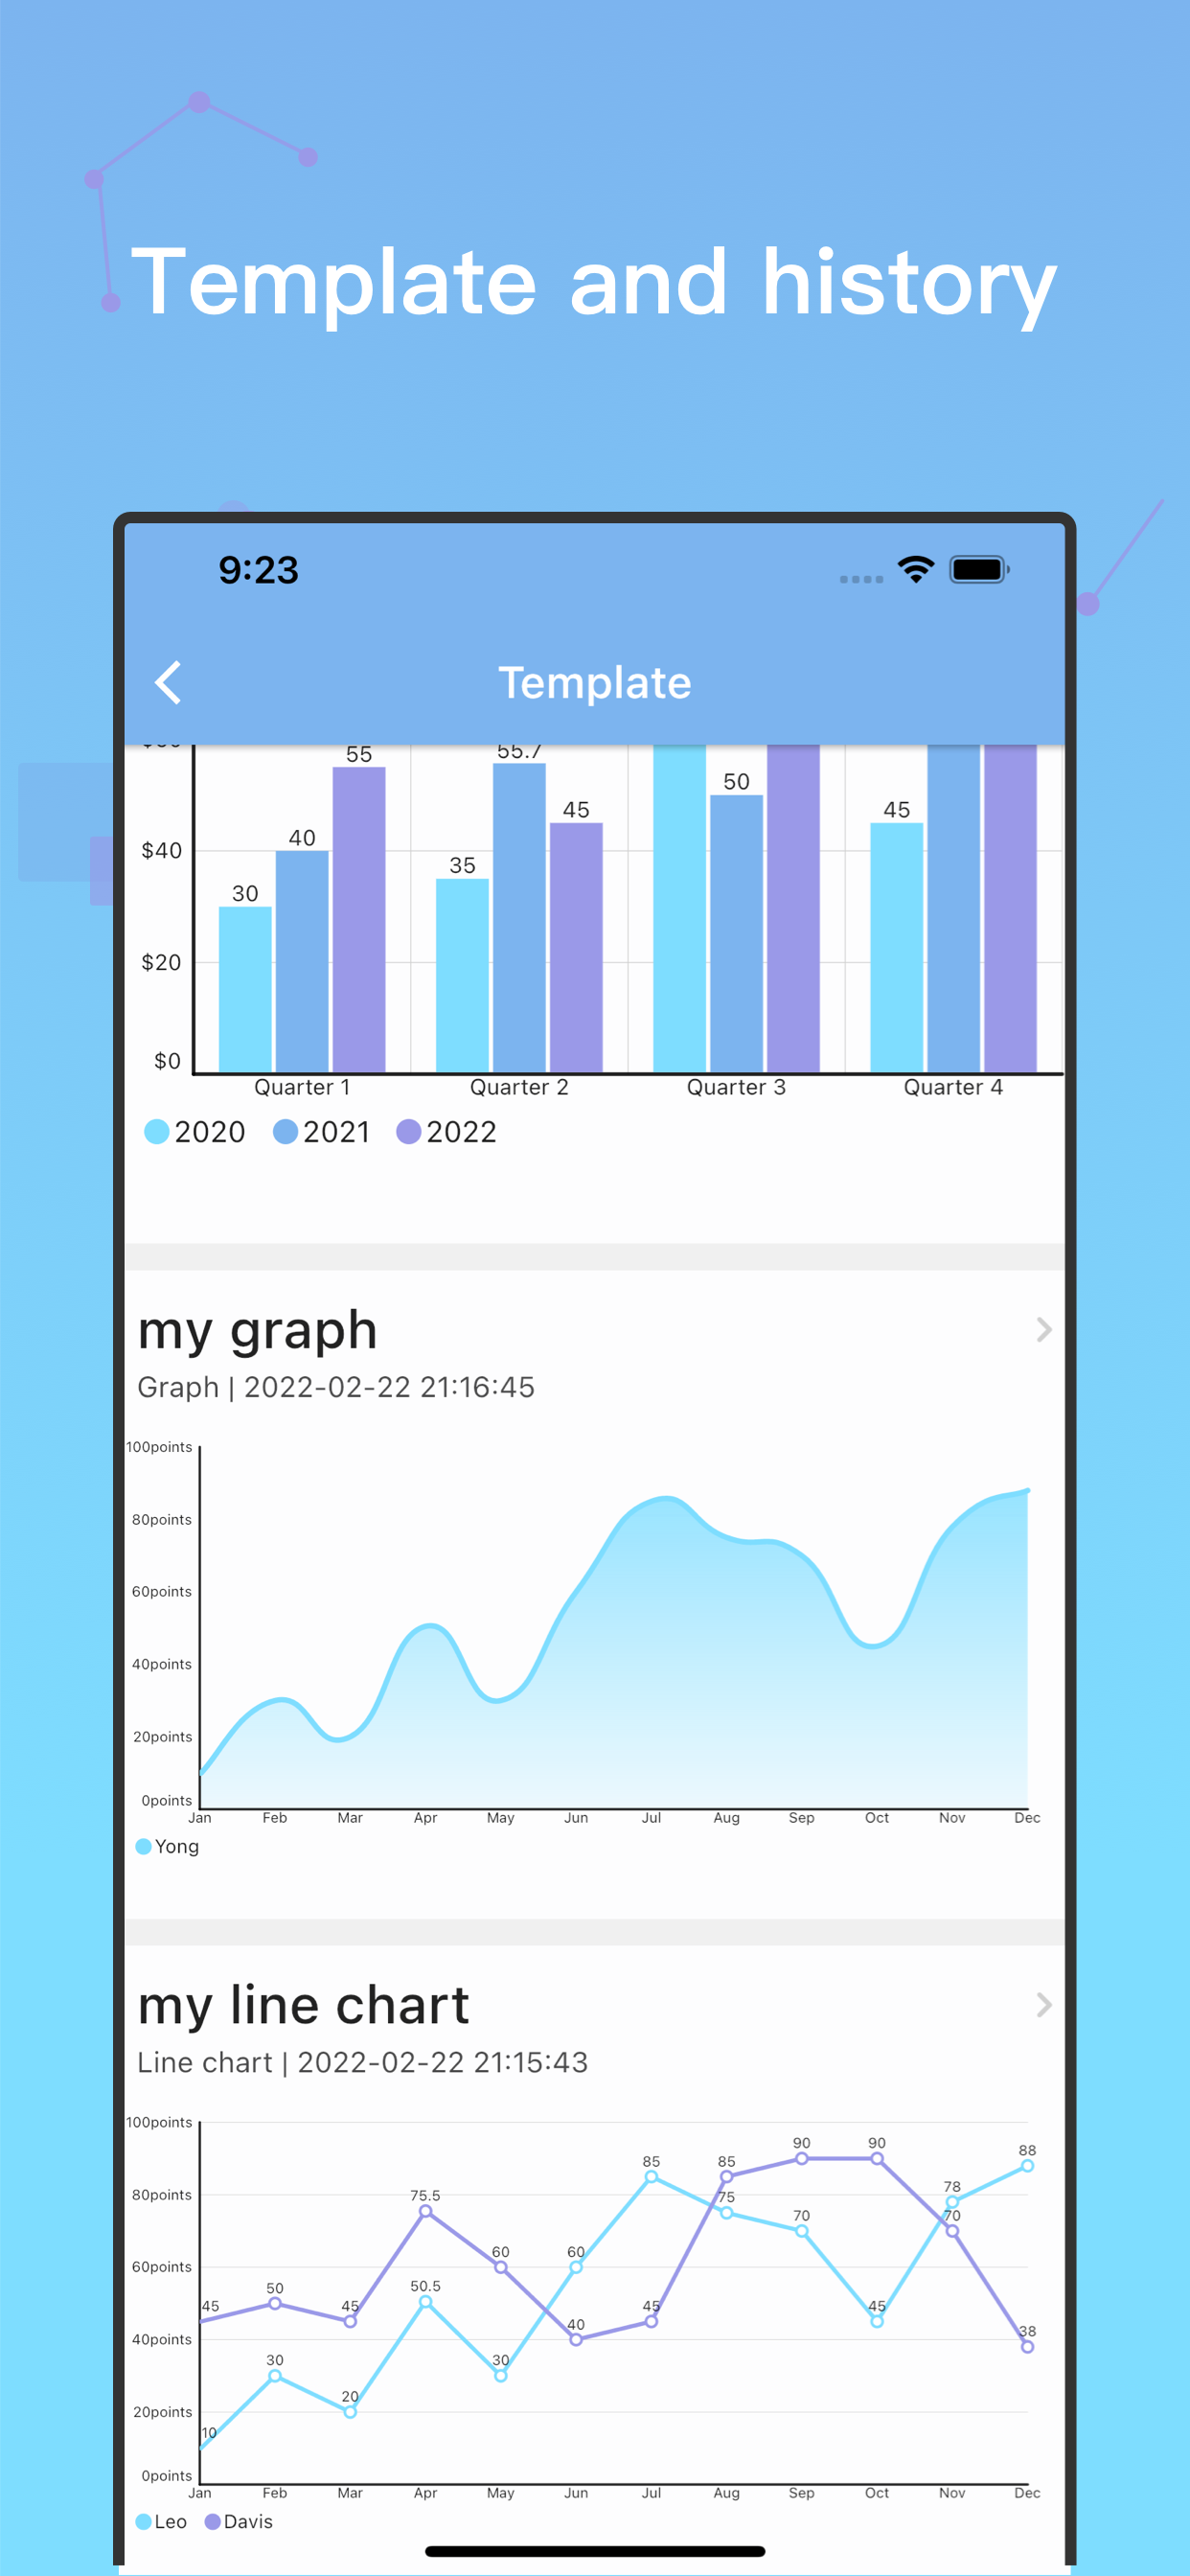 Template and history
9:23
Template
55 55.7
50
45 45
$40 40
35
30
$20
$0
Quarter 1 Quarter 2 Quarter 3 Quarter 4
2020 2021 2022
my graph
Graph | 2022-02-22 21:16:45
100points
80points
60points
40points
20points
0points
Jan Feb Mar Apr May Jun Jul Aug Sep Oct Nov Dec
Yong
my line chart
Line chart | 2022-02-22 21:15:43
100points
90 90 88
85 85
80points 75.5 75 78
70 70
60points 60 60
50 50.5
45 45 45 45
40points 40 38
30 30
20points 20
10
0points
Jan Feb Mar Apr May Jun Jul Aug Sep Oct Nov Dec
Leo Davis